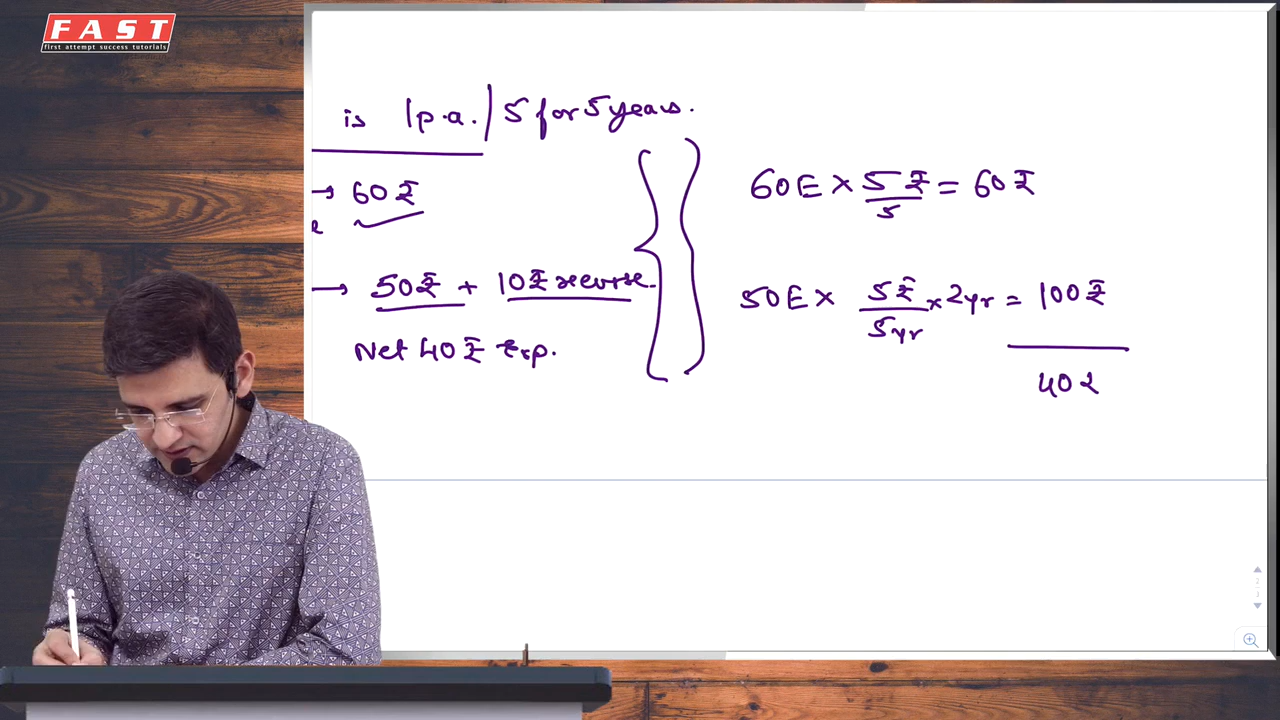 FAST
first attempt success tutorials
is 1p.a. | 5 for 5 years.
→ 60₹
→ 50₹ + 10₹ reverse.
Net 40₹ Exp.
60E × 5₹/5 = 60₹
50E × 5₹/5yr × 2yr = 100₹
40₹